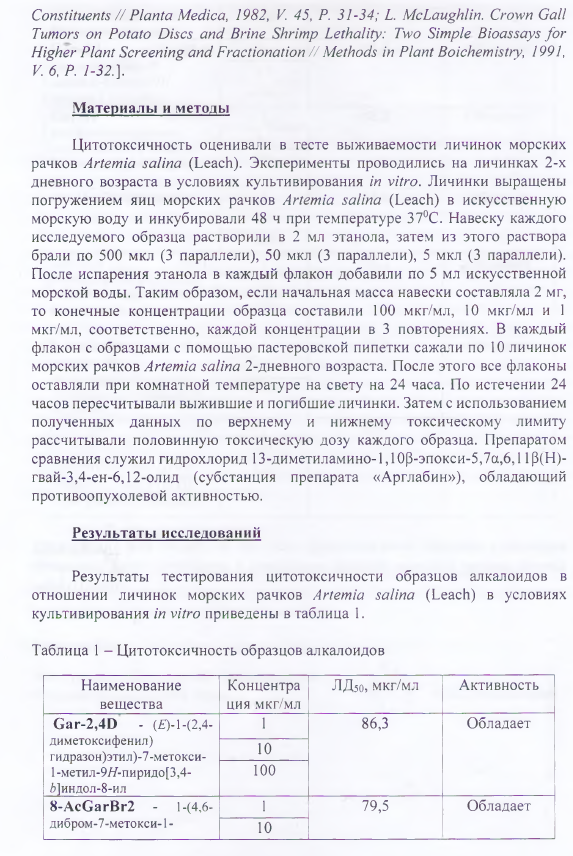 Constituents // Planta Medica, 1982, V. 45, P. 31-34; L. McLaughlin. Crown Gall
Tumors on Potato Discs and Brine Shrimp Lethality: Two Simple Bioassays for
Higher Plant Screening and Fractionation // Methods in Plant Boichemistry, 1991,
V. 6, P. 1-32.].
Материалы и методы
Цитотоксичность оценивали в тесте выживаемости личинок морских
рачков Artemia salina (Leach). Эксперименты проводились на личинках 2-х
дневного возраста в условиях культивирования in vitro. Личинки выращены
погружением яиц морских рачков Artemia salina (Leach) в искусственную
морскую воду и инкубировали 48 ч при температуре 37⁰С. Навеску каждого
исследуемого образца растворили в 2 мл этанола, затем из этого раствора
брали по 500 мкл (3 параллели), 50 мкл (3 параллели), 5 мкл (3 параллели).
После испарения этанола в каждый флакон добавили по 5 мл искусственной
морской воды. Таким образом, если начальная масса навески составляла 2 мг,
то конечные концентрации образца составили 100 мкг/мл, 10 мкг/мл и 1
мкг/мл, соответственно, каждой концентрации в 3 повторениях. В каждый
флакон с образцами с помощью пастеровской пипетки сажали по 10 личинок
морских рачков Artemia salina 2-дневного возраста. После этого все флаконы
оставляли при комнатной температуре на свету на 24 часа. По истечении 24
часов пересчитывали выжившие и погибшие личинки. Затем с использованием
полученных данных по верхнему и нижнему токсическому лимиту
рассчитывали половинную токсическую дозу каждого образца. Препаратом
сравнения служил гидрохлорид 13-диметиламино-1,10β-эпокси-5,7α,6,11β(Н)-
гвай-3,4-ен-6,12-олид (субстанция препарата «Арглабин»), обладающий
противоопухолевой активностью.
Результаты исследований
Результаты тестирования цитотоксичности образцов алкалоидов в
отношении личинок морских рачков Artemia salina (Leach) в условиях
культивирования in vitro приведены в таблица 1.
Таблица 1 – Цитотоксичность образцов алкалоидов
Наименование Концентра ЛД₅₀, мкг/мл Активность
вещества ция мкг/мл
Gar-2,4D - (E)-1-(2,4- 1 86,3 Обладает
диметоксифенил)
гидразон)этил)-7-метокси- 10
1-метил-9H-пиридо[3,4- 100
b]индол-8-ил
8-AcGarBr2 - 1-(4,6- 1 79,5 Обладает
дибром-7-метокси-1- 10